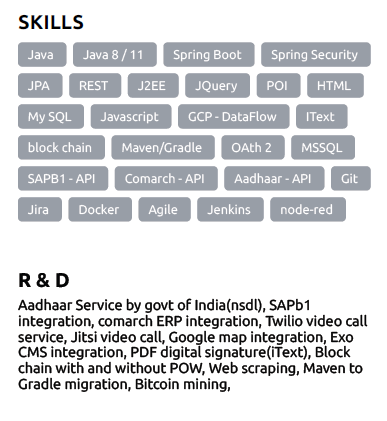 SKILLS
Java Java 8 / 11 Spring Boot Spring Security
JPA REST J2EE JQuery POI HTML
My SQL Javascript GCP - DataFlow IText
block chain Maven/Gradle OAth 2 MSSQL
SAPB1 - API Comarch - API Aadhaar - API Git
Jira Docker Agile Jenkins node-red
R & D
Aadhaar Service by govt of India(nsdl), SAPb1
integration, comarch ERP integration, Twilio video call
service, Jitsi video call, Google map integration, Exo
CMS integration, PDF digital signature(iText), Block
chain with and without POW, Web scraping, Maven to
Gradle migration, Bitcoin mining,